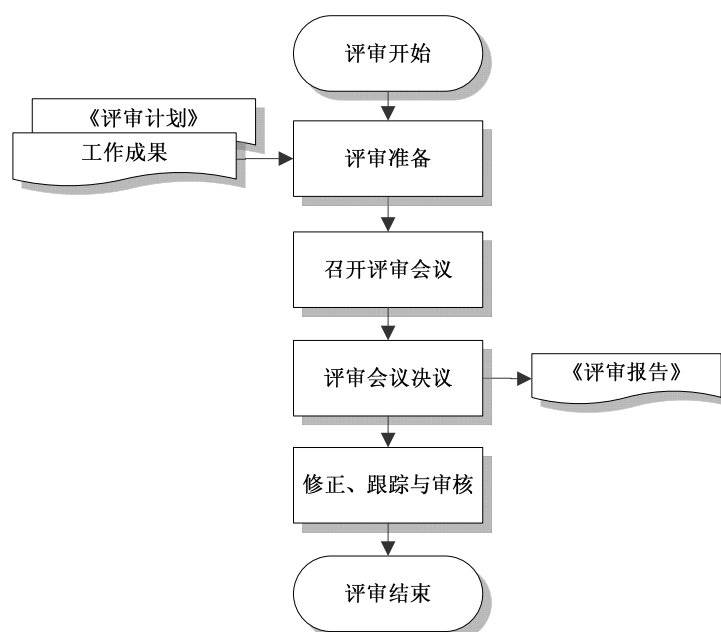 评审开始
《评审计划》
工作成果
评审准备
召开评审会议
评审会议决议
《评审报告》
修正、跟踪与审核
评审结束